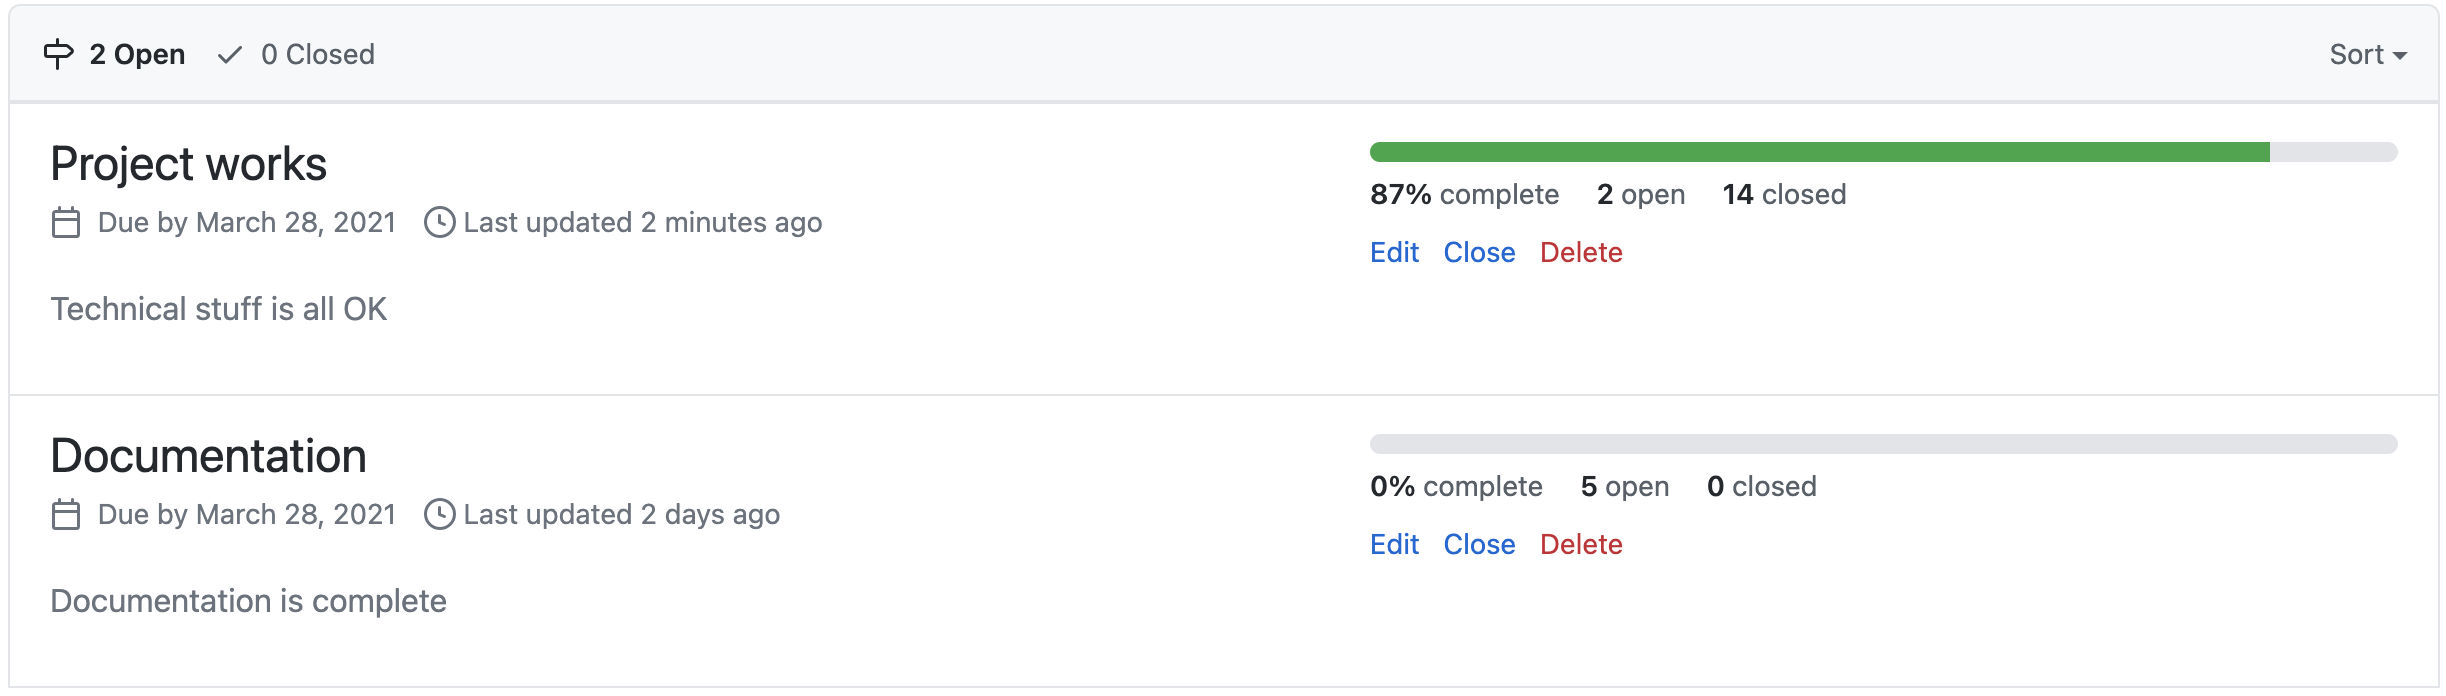 2 Open 0 Closed Sort
Project works
87% complete 2 open 14 closed
Due by March 28, 2021 Last updated 2 minutes ago
Edit Close Delete
Technical stuff is all OK
Documentation
0% complete 5 open 0 closed
Due by March 28, 2021 Last updated 2 days ago
Edit Close Delete
Documentation is complete